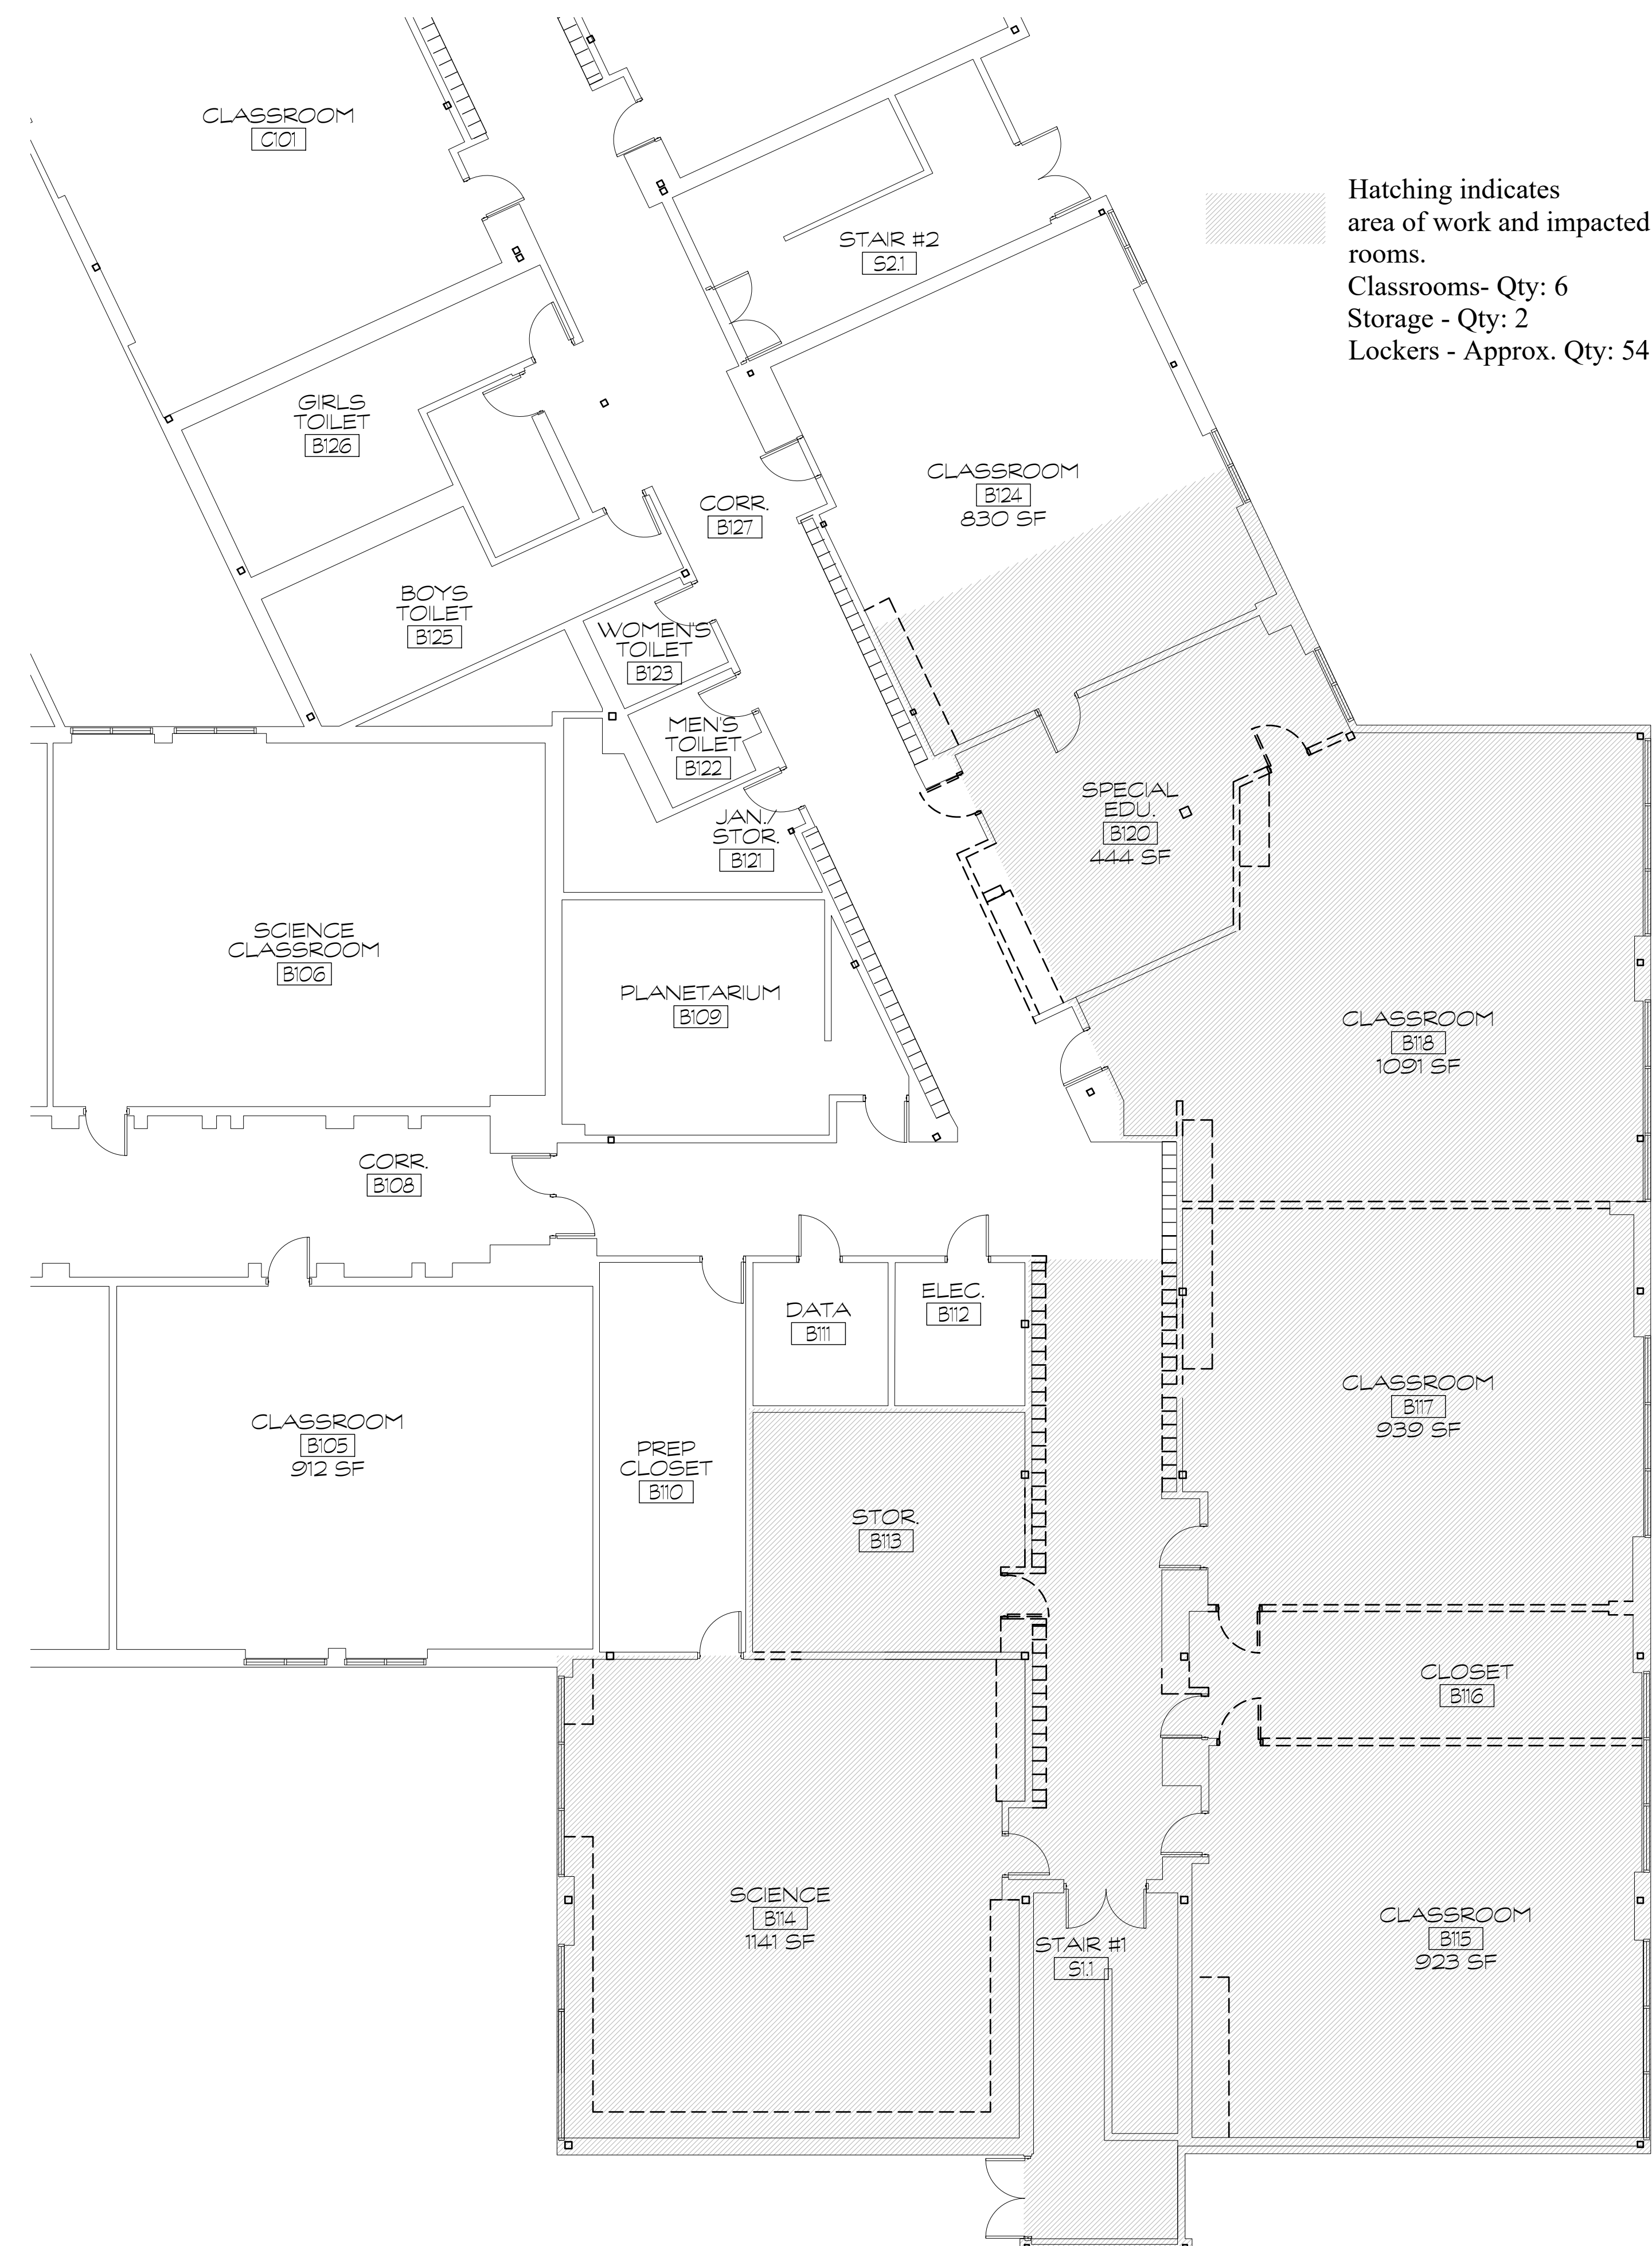 CLASSROOM
C101
Hatching indicates
area of work and impacted
rooms.
Classrooms- Qty: 6
Storage - Qty: 2
Lockers - Approx. Qty: 54
STAIR #2
S2.1
GIRLS
TOILET
B126
CLASSROOM
B124
830 SF
CORR.
B127
BOYS
TOILET
B125
WOMEN'S
TOILET
B123
MEN'S
TOILET
B122
JAN./
STOR.
B121
SPECIAL
EDU.
B120
444 SF
SCIENCE
CLASSROOM
B106
PLANETARIUM
B109
CLASSROOM
B118
1091 SF
CORR.
B108
DATA
B111
ELEC.
B112
CLASSROOM
B117
939 SF
CLASSROOM
B105
912 SF
PREP
CLOSET
B110
STOR.
B113
CLOSET
B116
SCIENCE
B114
1141 SF
STAIR #1
S1.1
CLASSROOM
B115
923 SF